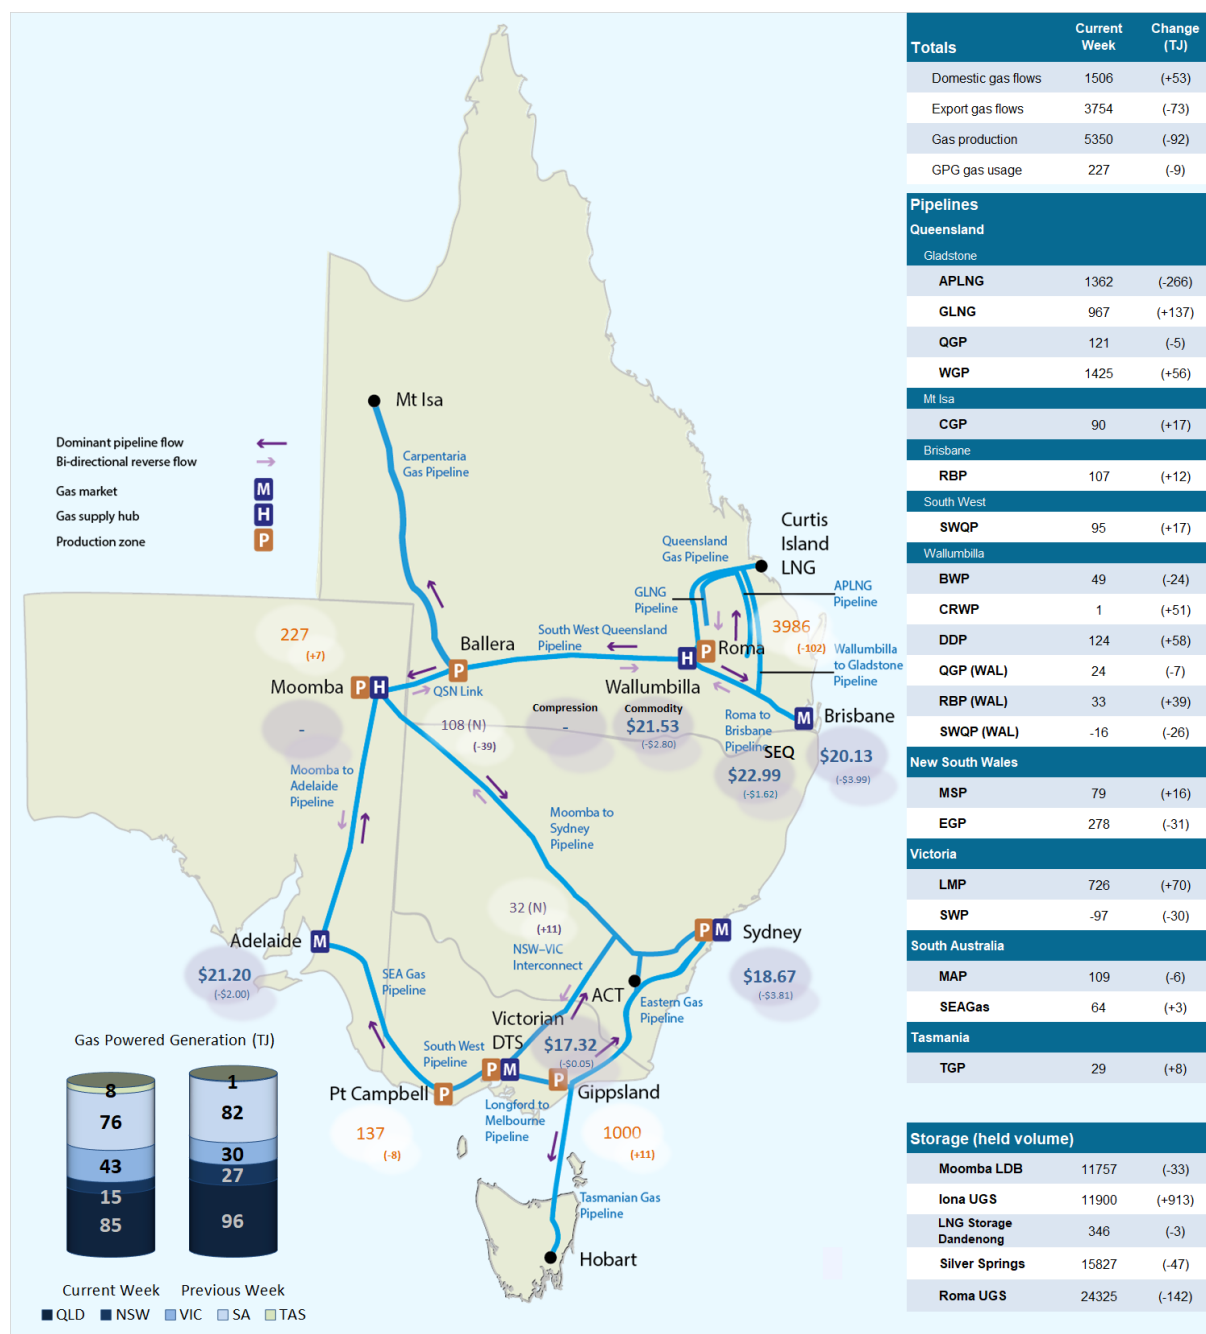 Mt Isa
Dominant pipeline flow
Bi-directional reverse flow
Gas market M
Gas supply hub H
Production zone P
Carpentaria
Gas Pipeline
Curtis
Island
LNG
Queensland
Gas Pipeline
GLNG
Pipeline
APLNG
Pipeline
3986
(-102)
Wallumbilla
to Gladstone
Pipeline
227
(+7)
Ballera
South West Queensland
Pipeline
H P Roma
P
Moomba P H
QSN Link
Wallumbilla
-
108 (N)
(-39)
Compression
-
Commodity
$21.53
(-$2.80)
Roma to
Brisbane
Pipeline
M Brisbane
SEQ
$22.99
(-$1.62)
$20.13
(-$3.99)
Moomba to
Adelaide
Pipeline
Moomba to
Sydney
Pipeline
32 (N)
(+11)
NSW–VIC
Interconnect
P M Sydney
$18.67
(-$3.81)
Adelaide M
$21.20
(-$2.00)
SEA Gas
Pipeline
ACT
Eastern Gas
Pipeline
Victorian
DTS
$17.32
(-$0.05)
South West
Pipeline
P M
P
Gippsland
Pt Campbell P
137
(-8)
Longford to
Melbourne
Pipeline
1000
(+11)
Tasmanian Gas
Pipeline
Hobart
Gas Powered Generation (TJ)
8
76
43
15
85
1
82
30
27
96
Current Week Previous Week
QLD NSW VIC SA TAS
Totals Current Week Change (TJ)
Domestic gas flows 1506 (+53)
Export gas flows 3754 (-73)
Gas production 5350 (-92)
GPG gas usage 227 (-9)
Pipelines
Queensland
Gladstone
APLNG 1362 (-266)
GLNG 967 (+137)
QGP 121 (-5)
WGP 1425 (+56)
Mt Isa
CGP 90 (+17)
Brisbane
RBP 107 (+12)
South West
SWQP 95 (+17)
Wallumbilla
BWP 49 (-24)
CRWP 1 (+51)
DDP 124 (+58)
QGP (WAL) 24 (-7)
RBP (WAL) 33 (+39)
SWQP (WAL) -16 (-26)
New South Wales
MSP 79 (+16)
EGP 278 (-31)
Victoria
LMP 726 (+70)
SWP -97 (-30)
South Australia
MAP 109 (-6)
SEAGas 64 (+3)
Tasmania
TGP 29 (+8)
Storage (held volume)
Moomba LDB 11757 (-33)
Iona UGS 11900 (+913)
LNG Storage Dandenong 346 (-3)
Silver Springs 15827 (-47)
Roma UGS 24325 (-142)